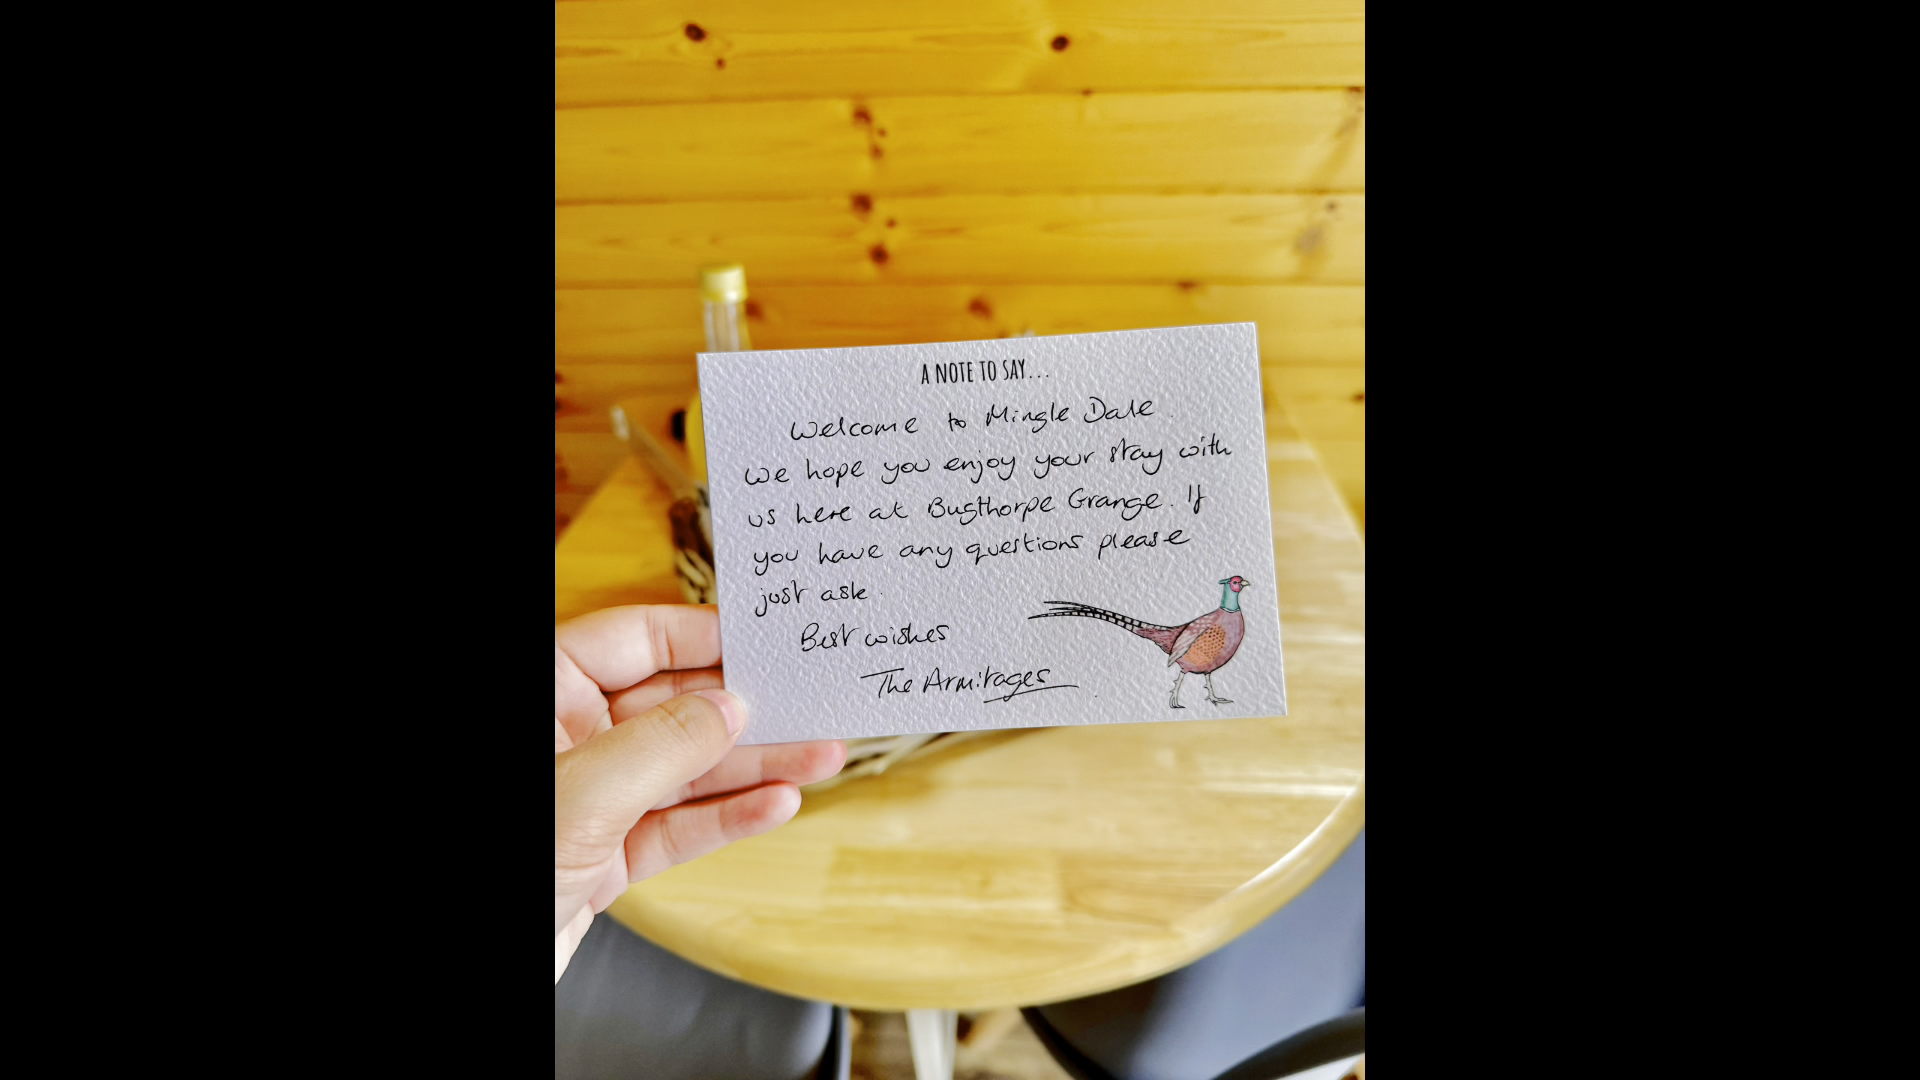 A NOTE TO SAY...
Welcome to Mingle Dale.
We hope you enjoy your stay with
us here at Bugthorpe Grange. If
you have any questions please
just ask.
Best wishes
The Armitages